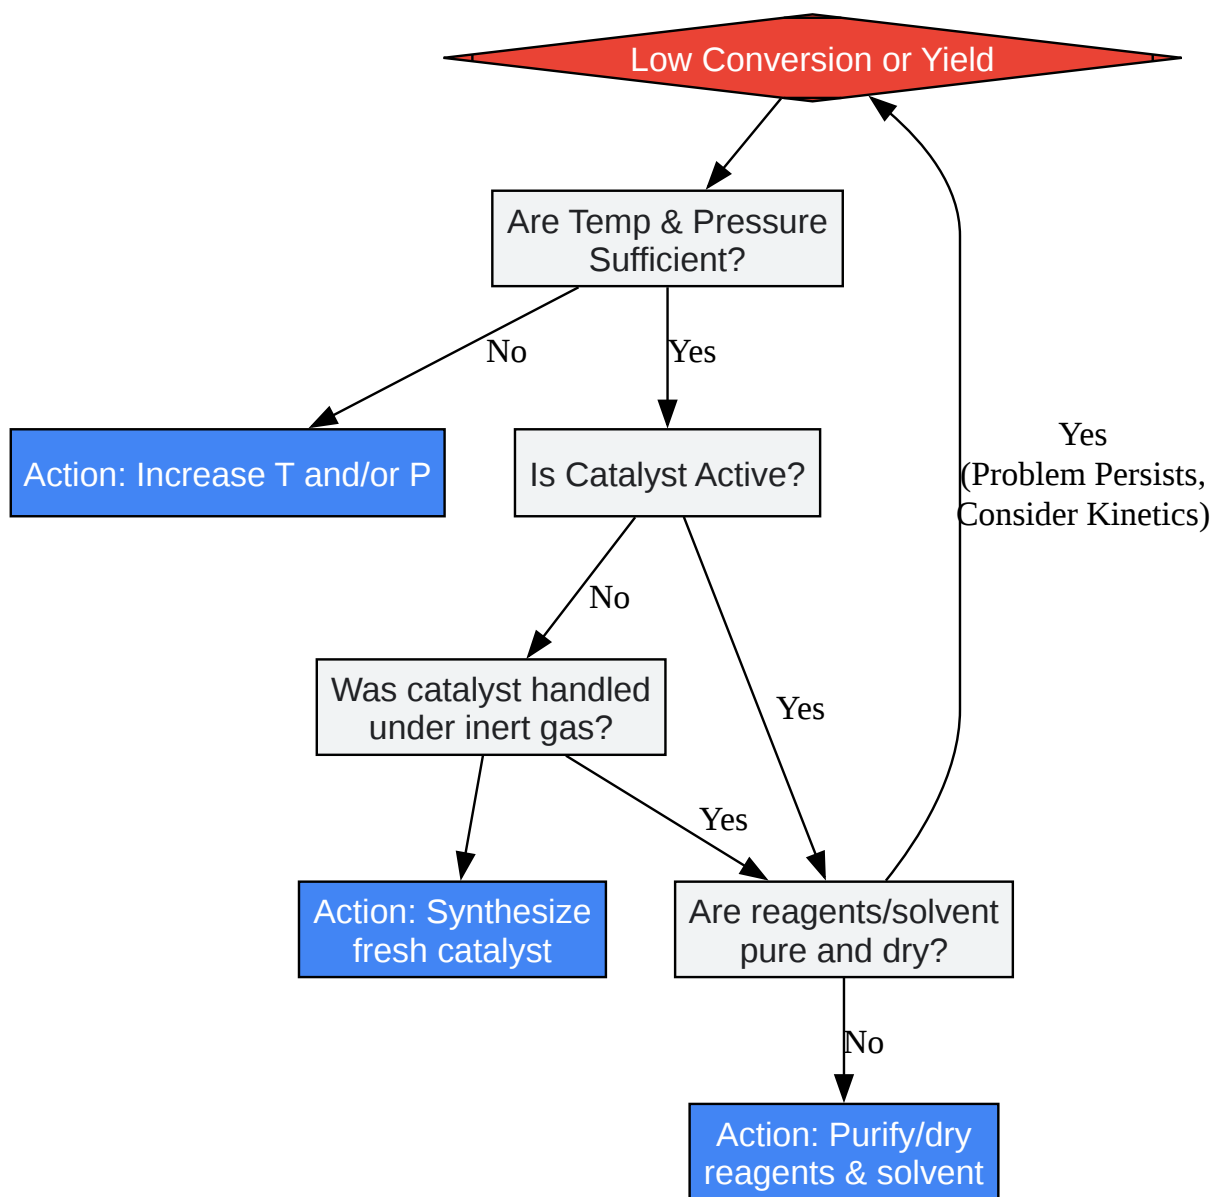 Low Conversion or Yield
Are Temp & Pressure
Sufficient?
No
Yes
Action: Increase T and/or P
Is Catalyst Active?
Yes
(Problem Persists,
Consider Kinetics)
No
Was catalyst handled
under inert gas?
Yes
Yes
Action: Synthesize
fresh catalyst
Are reagents/solvent
pure and dry?
No
Action: Purify/dry
reagents & solvent